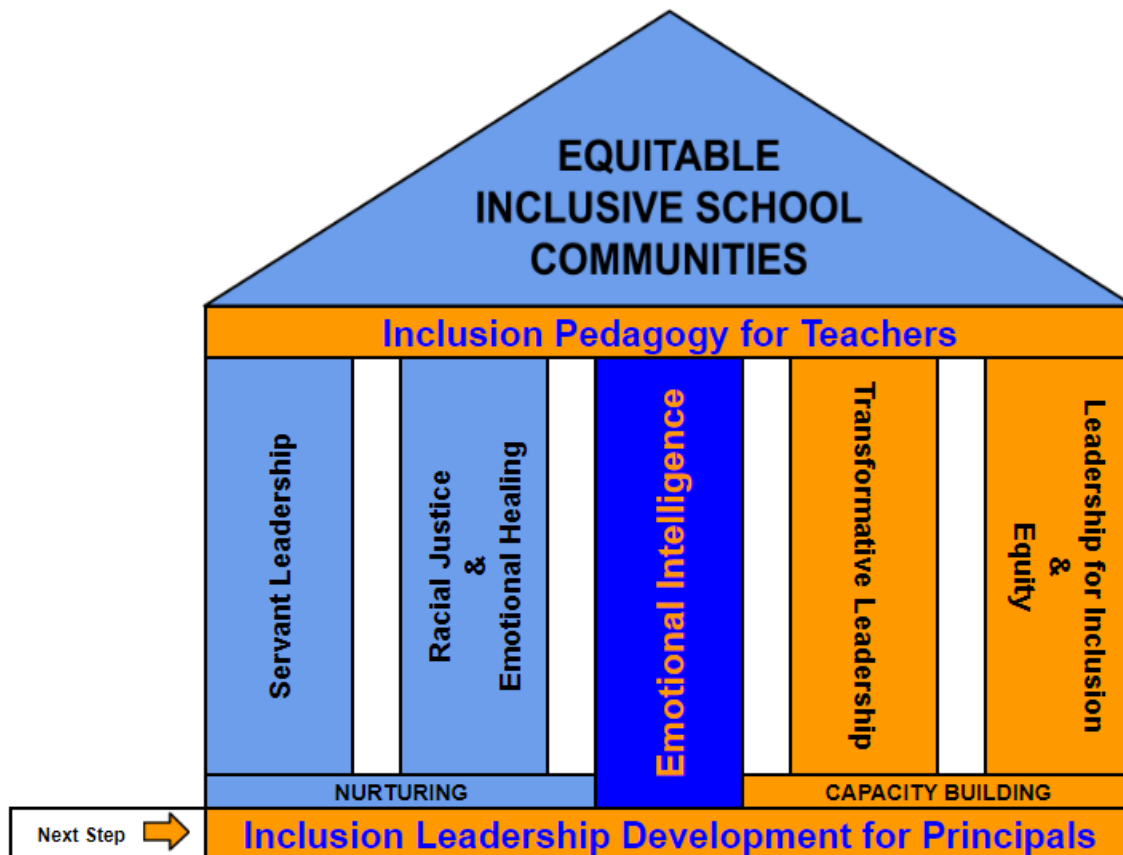 EQUITABLE
INCLUSIVE SCHOOL
COMMUNITIES
Inclusion Pedagogy for Teachers
Servant Leadership
Racial Justice
&
Emotional Healing
Emotional Intelligence
Transformative Leadership
Leadership for Inclusion
&
Equity
NURTURING
CAPACITY BUILDING
Next Step
Inclusion Leadership Development for Principals